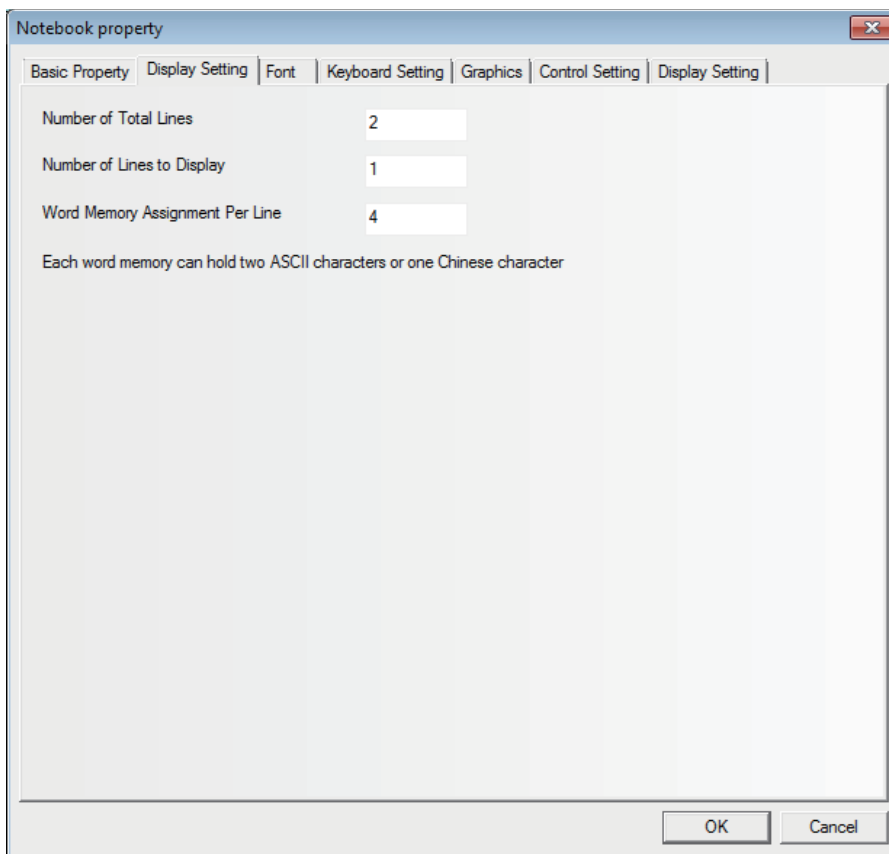 Notebook property
Basic Property Display Setting Font Keyboard Setting Graphics Control Setting Display Setting
Number of Total Lines 2
Number of Lines to Display 1
Word Memory Assignment Per Line 4
Each word memory can hold two ASCII characters or one Chinese character
OK Cancel